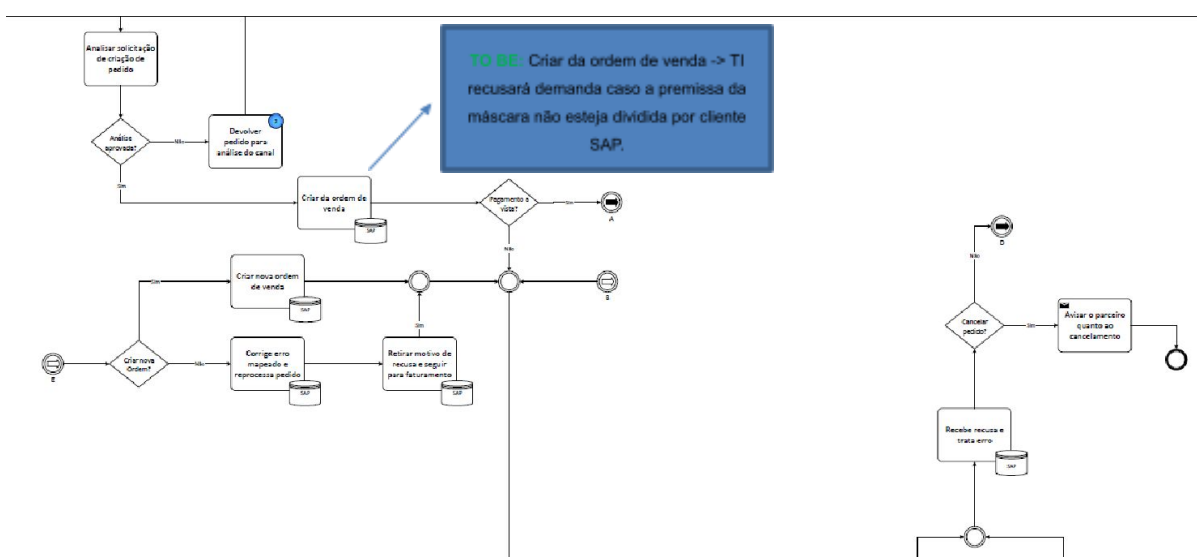 Analisar solicitação
de criação de
pedido
TO BE: Criar da ordem de venda -> TI
recusará demanda caso a premissa da
máscara não esteja dividida por cliente
SAP.
Análise
aprovada?
Não
Devolver
pedido para
análise do canal
Sim
Criar da ordem de
venda
SAP
Pagamento a
vista?
Sim
A
Não
Criar nova ordem
de venda
SAP
Sim
B
E
Criar nova
Ordem?
Não
Corrige erro
mapeado e
reprocessa pedido
SAP
Sim
Retirar motivo de
recusa e seguir
para faturamento
SAP
D
Não
Cancelar
pedido?
Sim
Avisar o parceiro
quanto ao
cancelamento
Recebe recusa e
trata erro
SAP